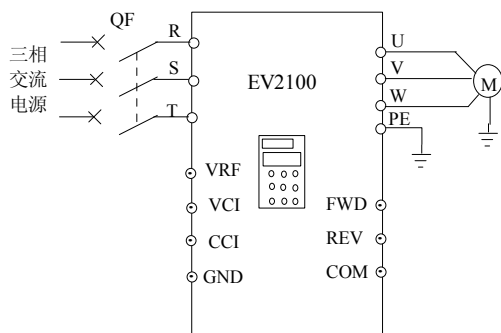 QF
三相
交流
电源
R
S
T
EV2100
U
V
W
PE
M
VRF
VCI
CCI
GND
FWD
REV
COM